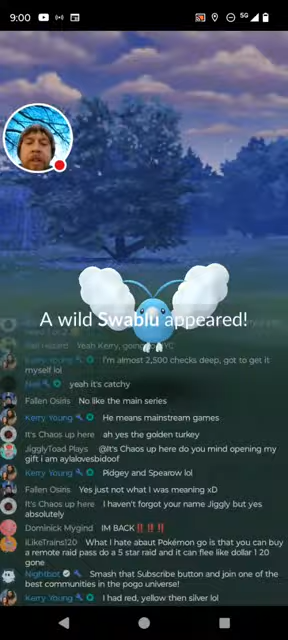 9:00
5G
A wild Swablu appeared!
Yeah Kerry, going
Kerry Young I'm almost 2,500 checks deep, got to get it
myself lol
Neil yeah it's catchy
Fallen Osiris No like the main series
Kerry Young He means mainstream games
It's Chaos up here ah yes the golden turkey
JigglyToad Plays @It's Chaos up here do you mind opening my
gift i am aylalovesbidoof
Kerry Young Pidgey and Spearow lol
Fallen Osiris Yes just not what I was meaning xD
It's Chaos up here I haven't forgot your name Jiggly but yes
absolutely
Dominick Mygind IM BACK‼️‼️‼️
iLikeTrains120 What I hate abaut Pokémon go is that you can buy
a remote raid pass do a 5 star raid and it can flee like dollar 1 20
gone
Nightbot Smash that Subscribe button and join one of the
best communities in the pogo universe!
Kerry Young I had red, yellow then silver lol